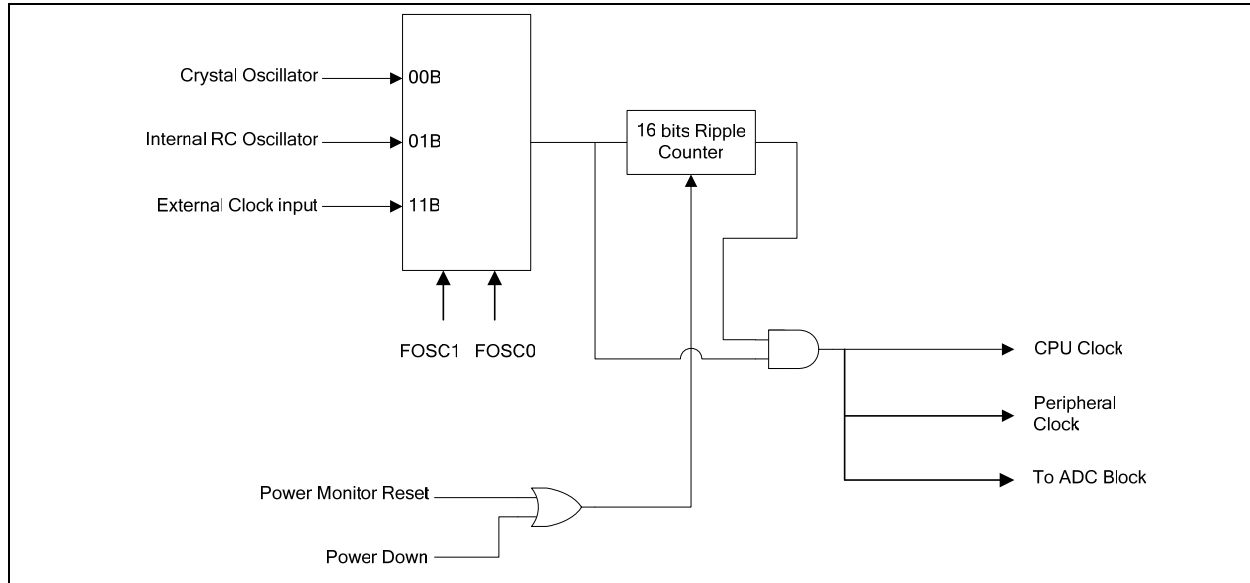 Crystal Oscillator
00B
Internal RC Oscillator
01B
External Clock input
11B
16 bits Ripple
Counter
FOSC1
FOSC0
CPU Clock
Peripheral
Clock
To ADC Block
Power Monitor Reset
Power Down